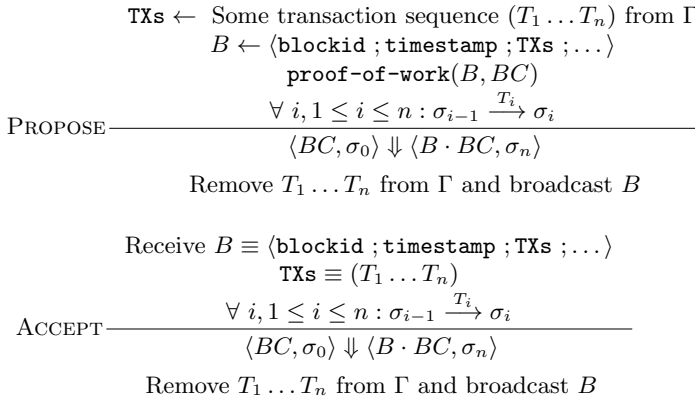 TXs ← Some transaction sequence (T₁ … Tₙ) from Γ
B ← ⟨blockid ; timestamp ; TXs ; …⟩
proof-of-work(B, BC)
∀ i, 1 ≤ i ≤ n : σᵢ₋₁ —Tᵢ→ σᵢ
PROPOSE
⟨BC, σ₀⟩ ⇓ ⟨B · BC, σₙ⟩
Remove T₁ … Tₙ from Γ and broadcast B
Receive B ≡ ⟨blockid ; timestamp ; TXs ; …⟩
TXs ≡ (T₁ … Tₙ)
∀ i, 1 ≤ i ≤ n : σᵢ₋₁ —Tᵢ→ σᵢ
ACCEPT
⟨BC, σ₀⟩ ⇓ ⟨B · BC, σₙ⟩
Remove T₁ … Tₙ from Γ and broadcast B